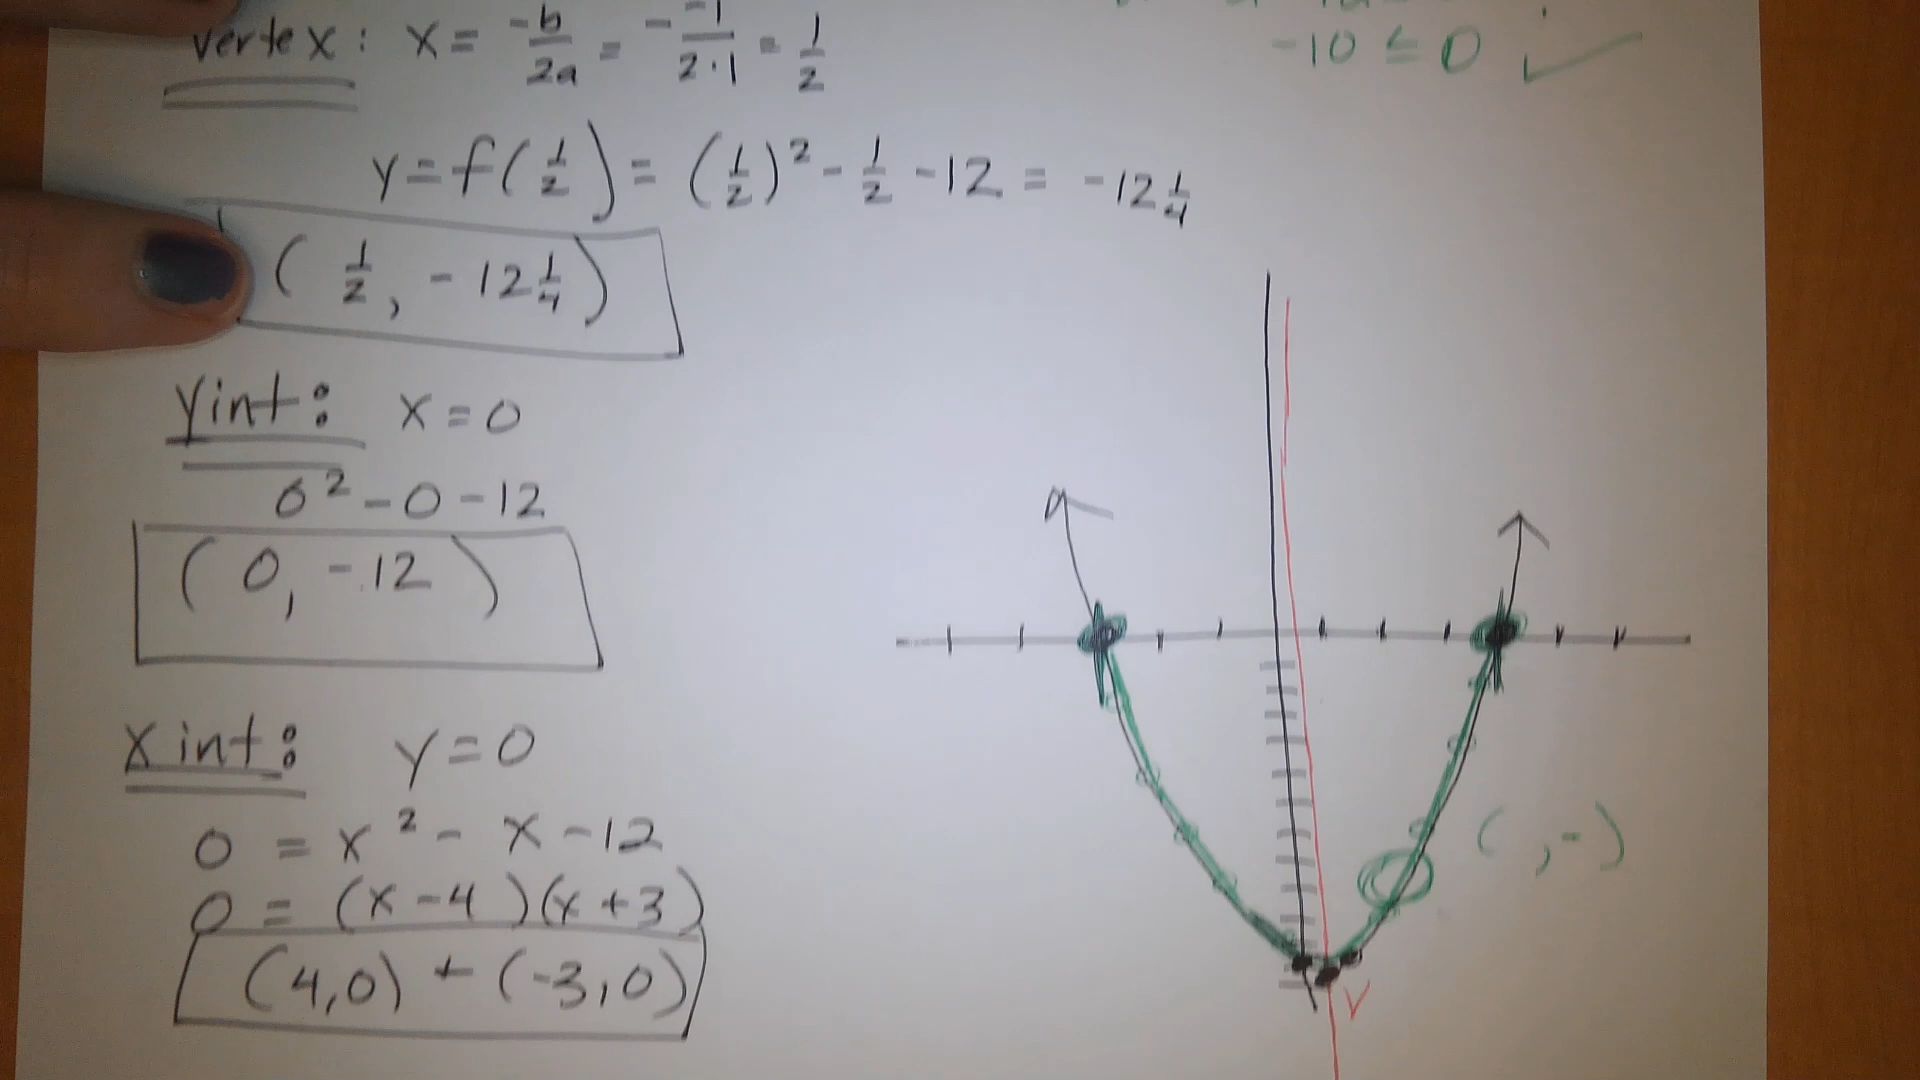 vertex: x = -b/2a = - -1/2·1 = 1/2
-10 ≤ 0 ✓
y = f(1/2) = (1/2)² - 1/2 - 12 = -12 1/4
(1/2, -12 1/4)
Yint: x = 0
0² - 0 - 12
(0, -12)
X int: y = 0
0 = x² - x - 12
0 = (x - 4)(x + 3)
(4,0) + (-3,0)
( , -)
V